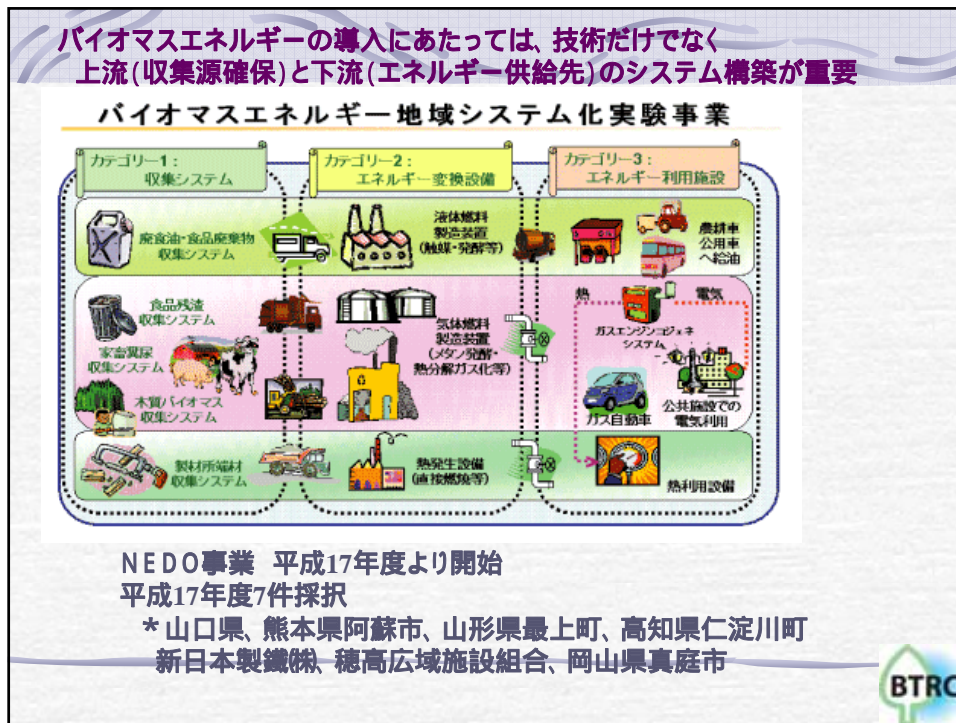 バイオマスエネルギーの導入にあたっては、技術だけでなく
上流(収集源確保)と下流(エネルギー供給先)のシステム構築が重要
バイオマスエネルギー地域システム化実験事業
カテゴリー1：
収集システム
カテゴリー2：
エネルギー変換設備
カテゴリー3：
エネルギー利用施設
廃食油・食品廃棄物
収集システム
液体燃料
製造装置
(触媒・発酵等)
農耕車
公用車
へ給油
食品残渣
収集システム
家畜糞尿
収集システム
木質バイオマス
収集システム
気体燃料
製造装置
(メタン発酵・
熱分解ガス化等)
熱
電気
ガスエンジンコジェネ
システム
ガス自動車
公共施設での
電気利用
製材所端材
収集システム
熱発生設備
(直接燃焼等)
熱利用設備
NEDO事業　平成17年度より開始
平成17年度7件採択
*山口県、熊本県阿蘇市、山形県最上町、高知県仁淀川町
新日本製鐵㈱、穂高広域施設組合、岡山県真庭市
BTRC